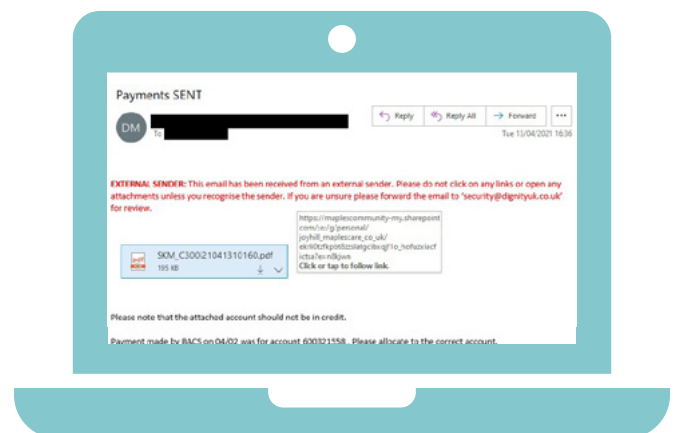 Payments SENT
DM
To
Reply
Reply All
Forward
...
Tue 13/04/2021 16:36
EXTERNAL SENDER: This email has been received from an external sender. Please do not click on any links or open any
attachments unless you recognise the sender. If you are unsure please forward the email to 'security@dignityuk.co.uk'
for review.
https://maplescommunity-my.sharepoint
com/:o:/g/personal/
joyhill_maplescare_co_uk/
Click or tap to follow link.
pdf
SKM_C300i21041310160.pdf
195 KB
Please note that the attached account should not be in credit.
Payment made by BACS on 04/02 was for account 600321558 . Please allocate to the correct account.